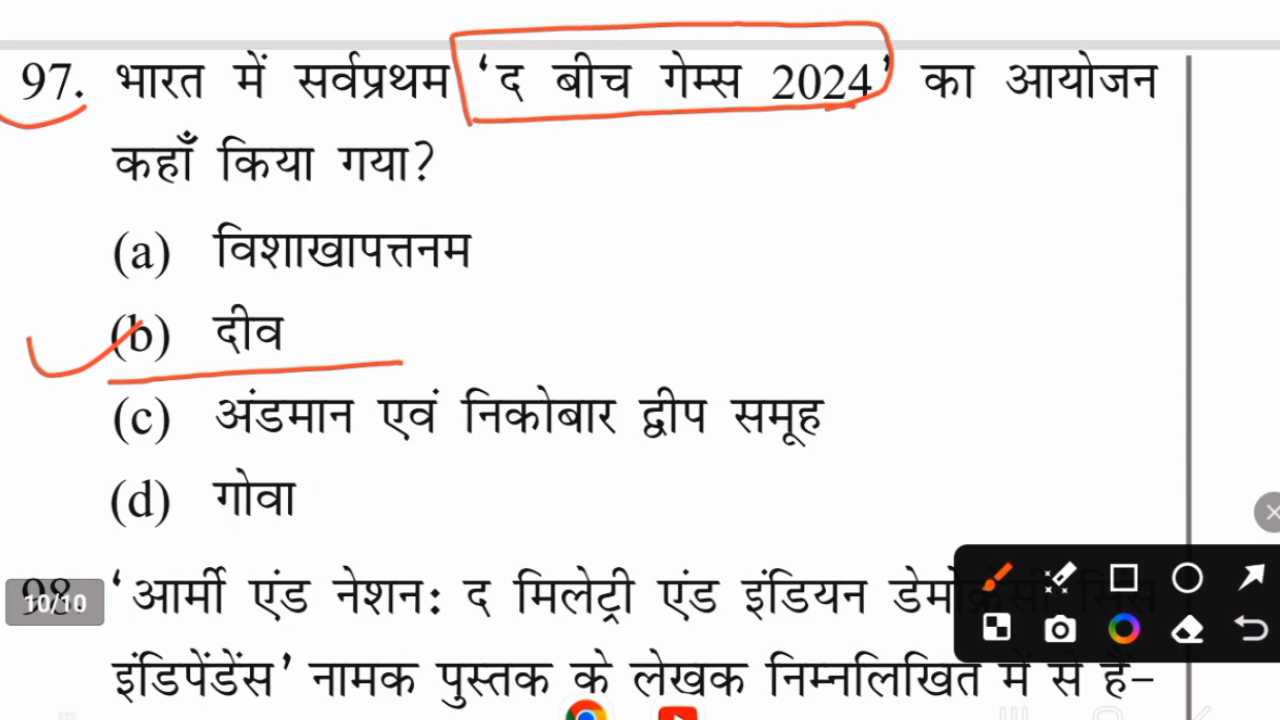 97. भारत में सर्वप्रथम ‘द बीच गेम्स 2024’ का आयोजन
कहाँ किया गया?
(a) विशाखापत्तनम
(b) दीव
(c) अंडमान एवं निकोबार द्वीप समूह
(d) गोवा
98. ‘आर्मी एंड नेशन: द मिलेट्री एंड इंडियन डेमोक्रेसी सिंस
10/10
इंडिपेंडेंस’ नामक पुस्तक के लेखक निम्नलिखित में से हैं–